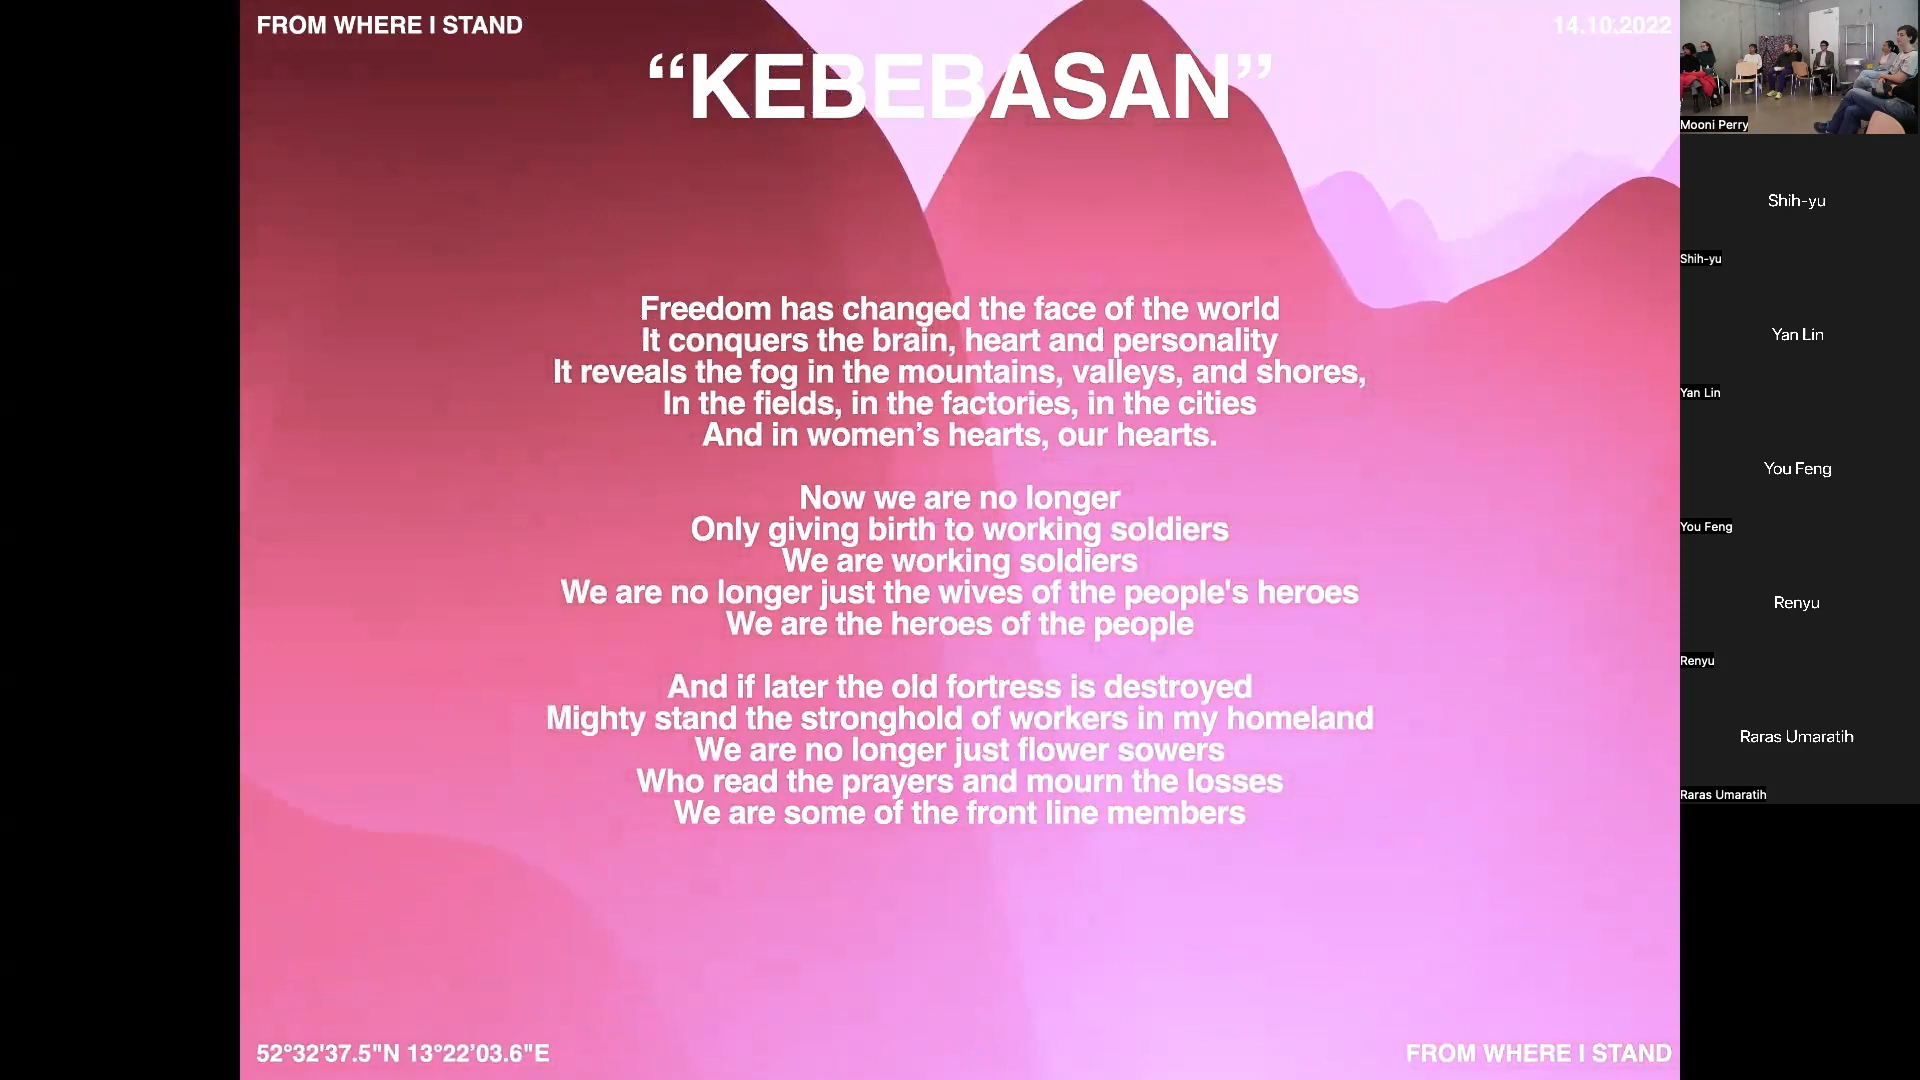 FROM WHERE I STAND
14.10.2022
“KEBEBASAN”
Freedom has changed the face of the world
It conquers the brain, heart and personality
It reveals the fog in the mountains, valleys, and shores,
In the fields, in the factories, in the cities
And in women’s hearts, our hearts.
Now we are no longer
Only giving birth to working soldiers
We are working soldiers
We are no longer just the wives of the people's heroes
We are the heroes of the people
And if later the old fortress is destroyed
Mighty stand the stronghold of workers in my homeland
We are no longer just flower sowers
Who read the prayers and mourn the losses
We are some of the front line members
52°32'37.5"N 13°22’03.6"E
FROM WHERE I STAND
Mooni Perry
Shih-yu
Shih-yu
Yan Lin
Yan Lin
You Feng
You Feng
Renyu
Renyu
Raras Umaratih
Raras Umaratih